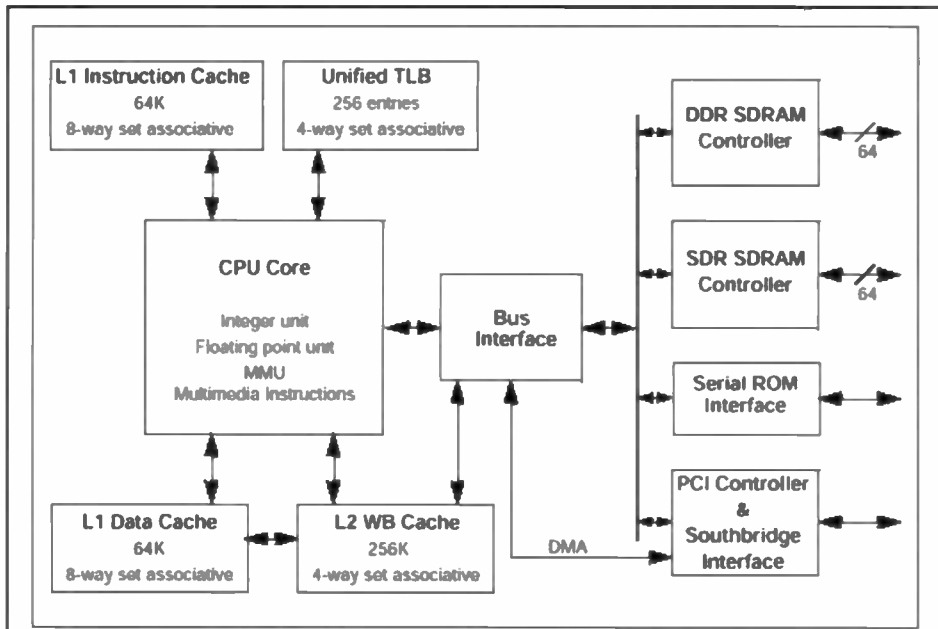 L1 Instruction Cache
64K
8-way set associative
Unified TLB
256 entries
4-way set associative
DDR SDRAM
Controller
64
CPU Core
Integer unit
Floating point unit
MMU
Multimedia Instructions
Bus
Interface
SDR SDRAM
Controller
64
Serial ROM
Interface
L1 Data Cache
64K
8-way set associative
L2 WB Cache
256K
4-way set associative
DMA
PCI Controller
&
Southbridge
Interface